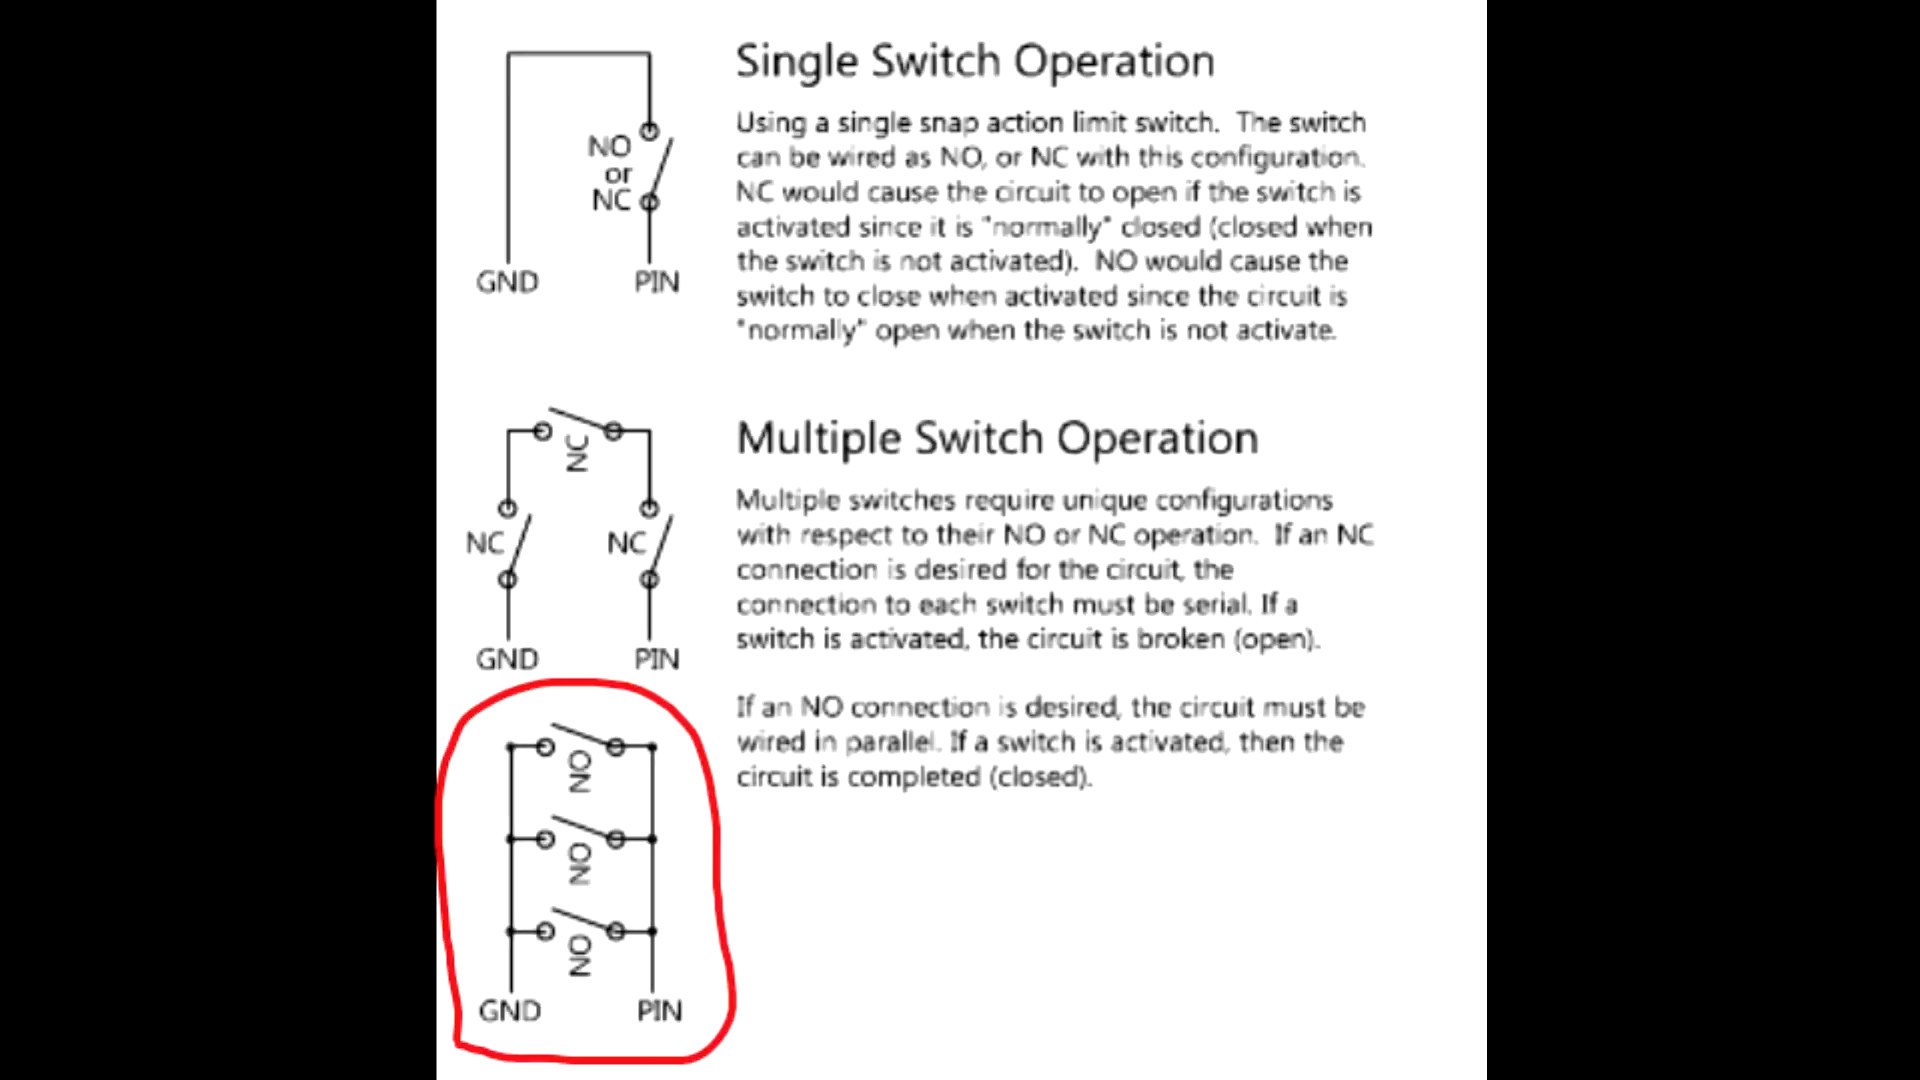 Single Switch Operation
Using a single snap action limit switch. The switch
can be wired as NO, or NC with this configuration.
NC would cause the circuit to open if the switch is
activated since it is "normally" closed (closed when
the switch is not activated). NO would cause the
switch to close when activated since the circuit is
"normally" open when the switch is not activate.
NO
or
NC
GND PIN
Multiple Switch Operation
Multiple switches require unique configurations
with respect to their NO or NC operation. If an NC
connection is desired for the circuit, the
connection to each switch must be serial. If a
switch is activated, the circuit is broken (open).
NC
NC NC
GND PIN
If an NO connection is desired, the circuit must be
wired in parallel. If a switch is activated, then the
circuit is completed (closed).
NO
NO
NO
GND PIN